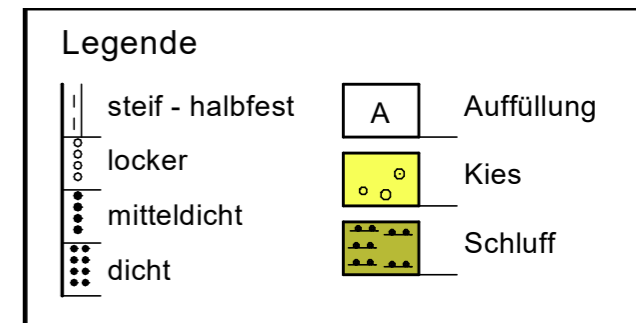 Legende
steif - halbfest
locker
mitteldicht
dicht
A Auffüllung
Kies
Schluff